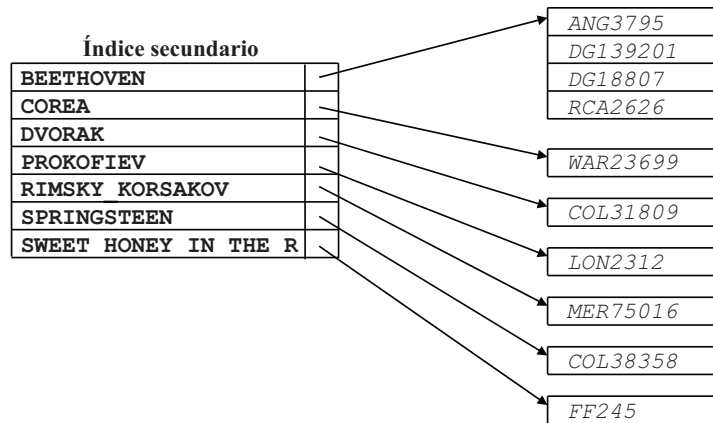 Índice secundario
BEETHOVEN
COREA
DVORAK
PROKOFIEV
RIMSKY_KORSAKOV
SPRINGSTEEN
SWEET HONEY IN THE R
ANG3795
DG139201
DG18807
RCA2626
WAR23699
COL31809
LON2312
MER75016
COL38358
FF245